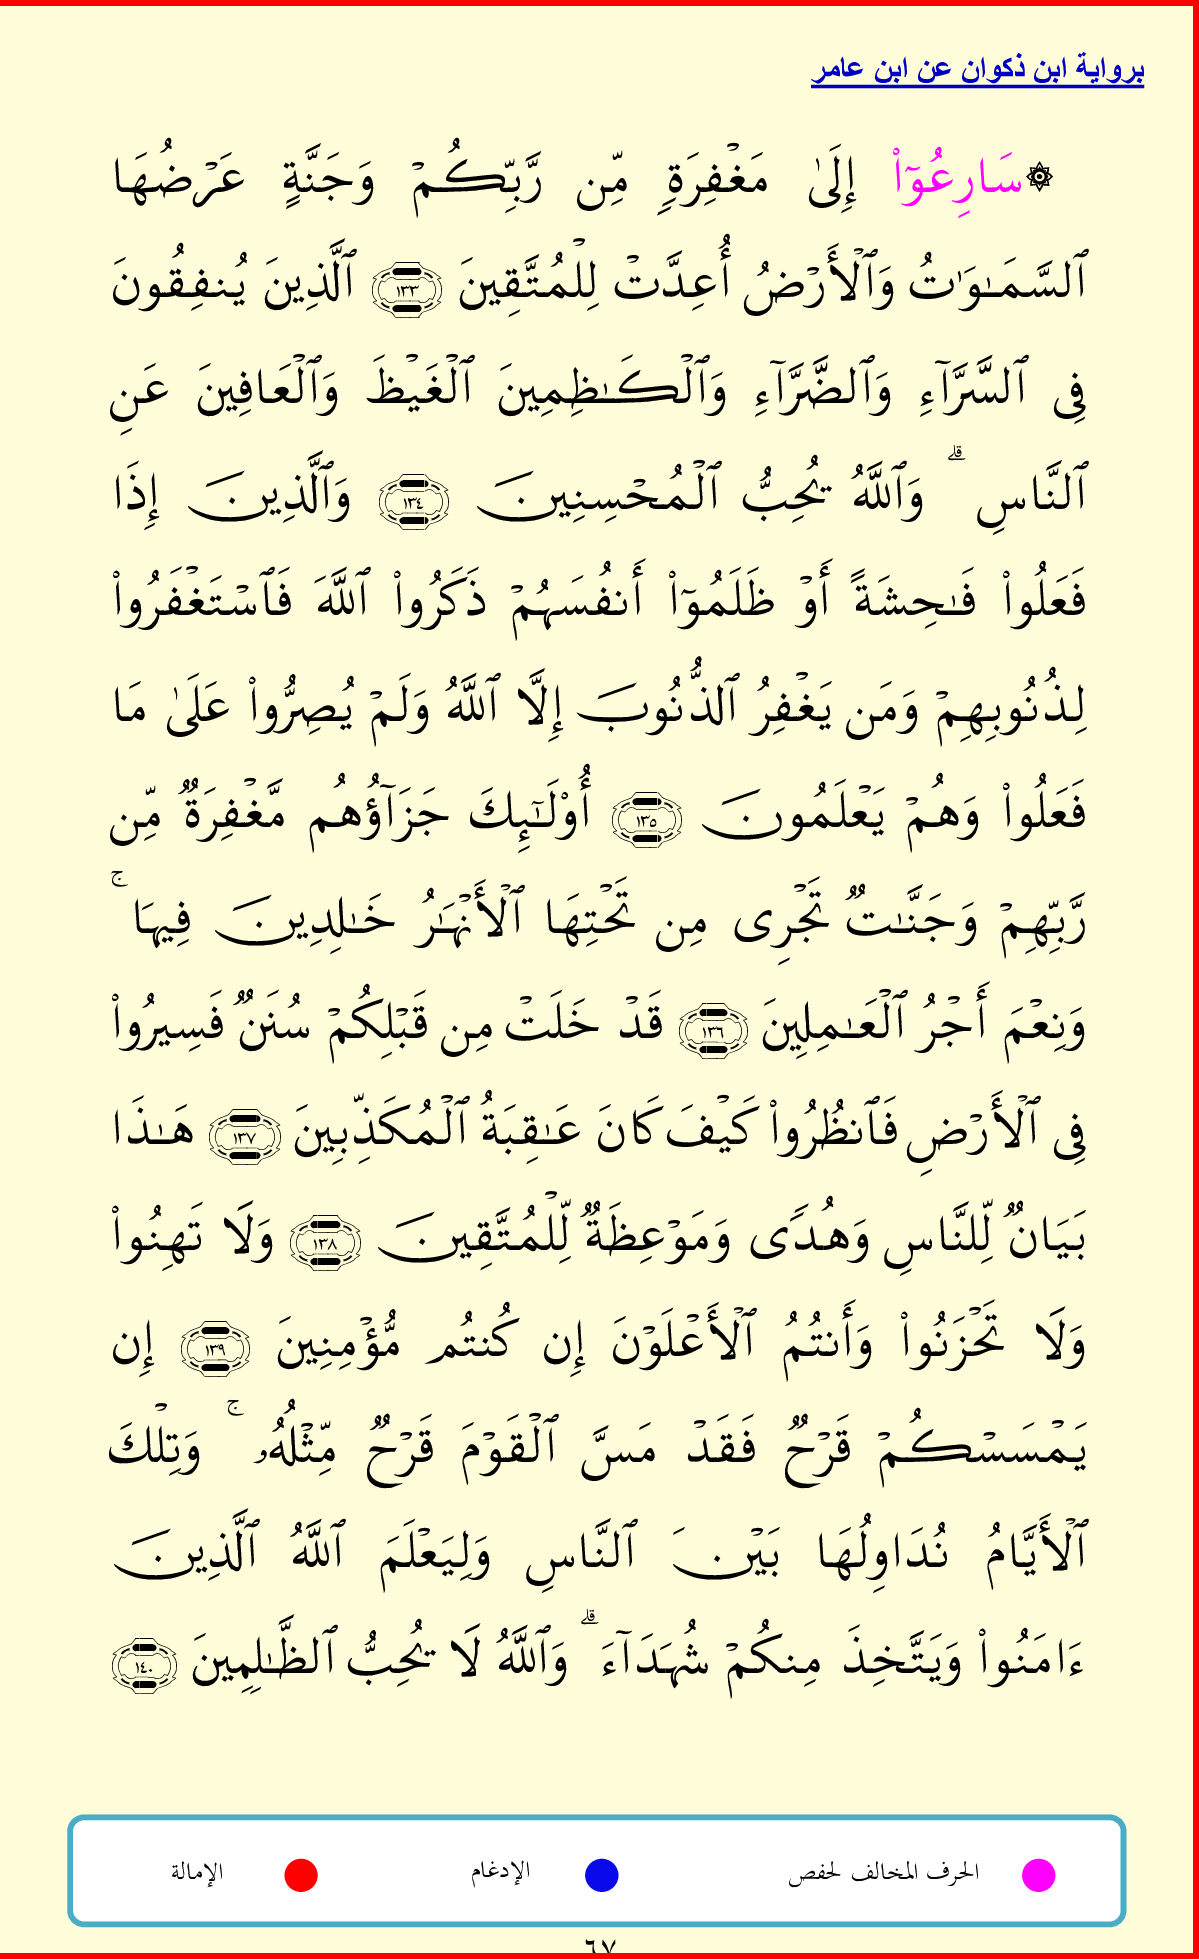 برواية ابن ذكوان عن ابن عامر
۞سَارِعُوٓاْ إِلَىٰ مَغۡفِرَةٖ مِّن رَّبِّكُمۡ وَجَنَّةٍ عَرۡضُهَا
ٱلسَّمَٰوَٰتُ وَٱلۡأَرۡضُ أُعِدَّتۡ لِلۡمُتَّقِينَ ١٣٣ ٱلَّذِينَ يُنفِقُونَ
فِي ٱلسَّرَّآءِ وَٱلضَّرَّآءِ وَٱلۡكَٰظِمِينَ ٱلۡغَيۡظَ وَٱلۡعَافِينَ عَنِ
ٱلنَّاسِۗ وَٱللَّهُ يُحِبُّ ٱلۡمُحۡسِنِينَ ١٣٤ وَٱلَّذِينَ إِذَا
فَعَلُواْ فَٰحِشَةً أَوۡ ظَلَمُوٓاْ أَنفُسَهُمۡ ذَكَرُواْ ٱللَّهَ فَٱسۡتَغۡفَرُواْ
لِذُنُوبِهِمۡ وَمَن يَغۡفِرُ ٱلذُّنُوبَ إِلَّا ٱللَّهُ وَلَمۡ يُصِرُّواْ عَلَىٰ مَا
فَعَلُواْ وَهُمۡ يَعۡلَمُونَ ١٣٥ أُوْلَٰٓئِكَ جَزَآؤُهُم مَّغۡفِرَةٞ مِّن
رَّبِّهِمۡ وَجَنَّٰتٞ تَجۡرِي مِن تَحۡتِهَا ٱلۡأَنۡهَٰرُ خَٰلِدِينَ فِيهَاۚ
وَنِعۡمَ أَجۡرُ ٱلۡعَٰمِلِينَ ١٣٦ قَدۡ خَلَتۡ مِن قَبۡلِكُمۡ سُنَنٞ فَسِيرُواْ
فِي ٱلۡأَرۡضِ فَٱنظُرُواْ كَيۡفَ كَانَ عَٰقِبَةُ ٱلۡمُكَذِّبِينَ ١٣٧ هَٰذَا
بَيَانٞ لِّلنَّاسِ وَهُدٗى وَمَوۡعِظَةٞ لِّلۡمُتَّقِينَ ١٣٨ وَلَا تَهِنُواْ
وَلَا تَحۡزَنُواْ وَأَنتُمُ ٱلۡأَعۡلَوۡنَ إِن كُنتُم مُّؤۡمِنِينَ ١٣٩ إِن
يَمۡسَسۡكُمۡ قَرۡحٞ فَقَدۡ مَسَّ ٱلۡقَوۡمَ قَرۡحٞ مِّثۡلُهُۥۚ وَتِلۡكَ
ٱلۡأَيَّامُ نُدَاوِلُهَا بَيۡنَ ٱلنَّاسِ وَلِيَعۡلَمَ ٱللَّهُ ٱلَّذِينَ
ءَامَنُواْ وَيَتَّخِذَ مِنكُمۡ شُهَدَآءَۗ وَٱللَّهُ لَا يُحِبُّ ٱلظَّٰلِمِينَ ١٤٠
الحرف المخالف لحفص الإدغام الإمالة
٦٧